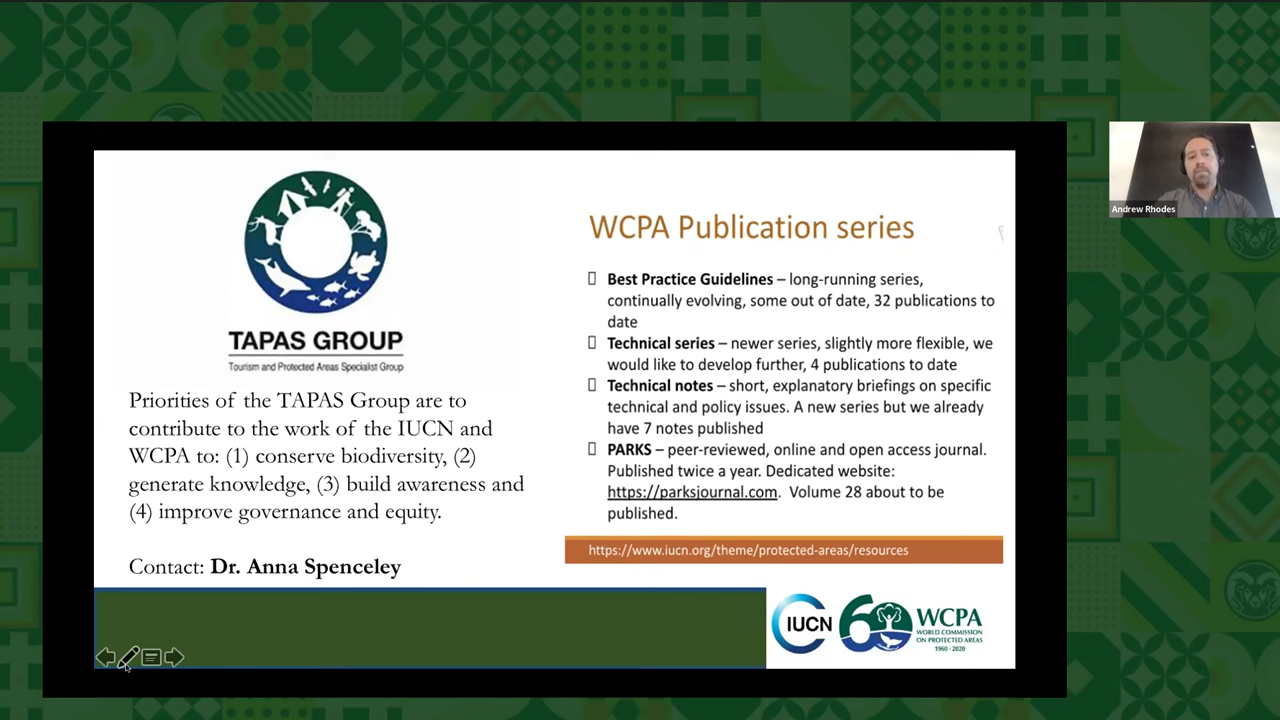 TAPAS GROUP
Tourism and Protected Areas Specialist Group
Priorities of the TAPAS Group are to
contribute to the work of the IUCN and
WCPA to: (1) conserve biodiversity, (2)
generate knowledge, (3) build awareness and
(4) improve governance and equity.
Contact: Dr. Anna Spenceley
WCPA Publication series
Best Practice Guidelines – long-running series,
continually evolving, some out of date, 32 publications to
date
Technical series – newer series, slightly more flexible, we
would like to develop further, 4 publications to date
Technical notes – short, explanatory briefings on specific
technical and policy issues. A new series but we already
have 7 notes published
PARKS – peer-reviewed, online and open access journal.
Published twice a year. Dedicated website:
https://parksjournal.com. Volume 28 about to be
published.
https://www.iucn.org/theme/protected-areas/resources
IUCN
60
WCPA
WORLD COMMISSION
ON PROTECTED AREAS
1960 - 2020
Andrew Rhodes